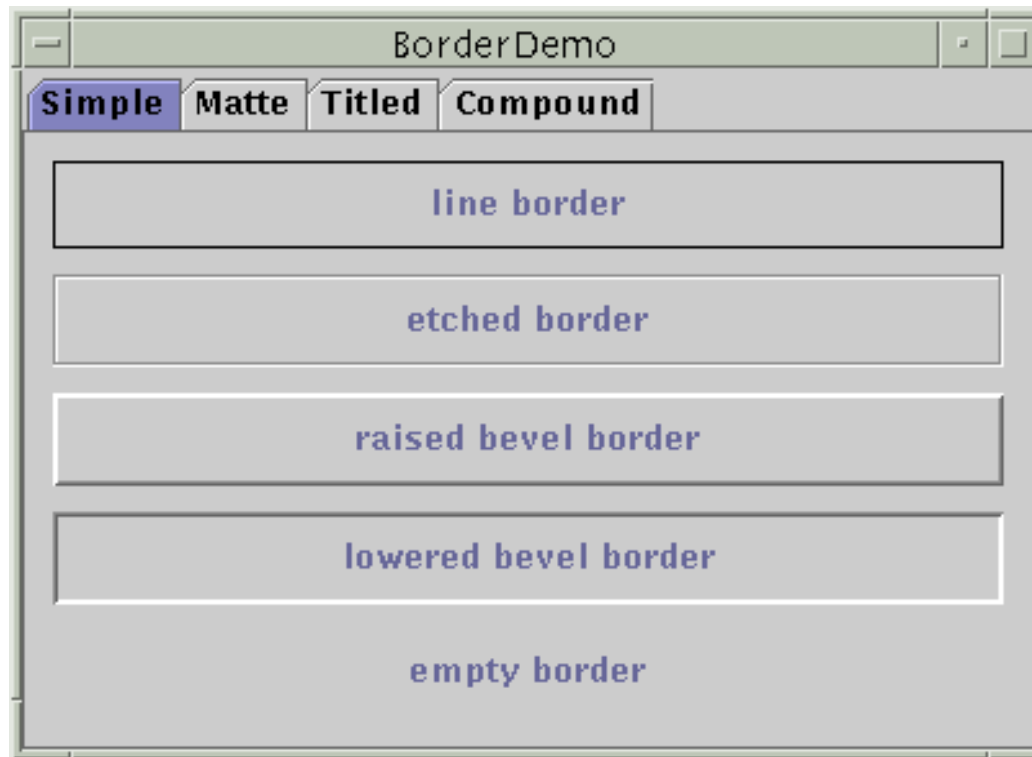 BorderDemo
Simple Matte Titled Compound
line border
etched border
raised bevel border
lowered bevel border
empty border